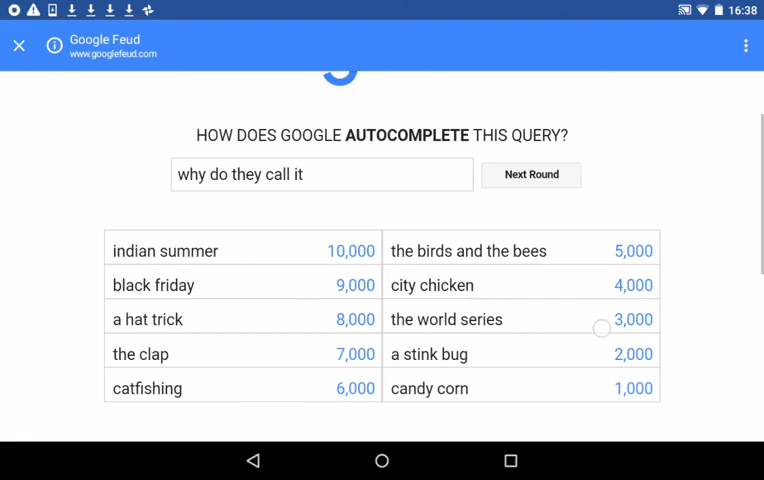 16:38
Google Feud
www.googlefeud.com
HOW DOES GOOGLE AUTOCOMPLETE THIS QUERY?
why do they call it
Next Round
indian summer 10,000 the birds and the bees 5,000
black friday 9,000 city chicken 4,000
a hat trick 8,000 the world series 3,000
the clap 7,000 a stink bug 2,000
catfishing 6,000 candy corn 1,000